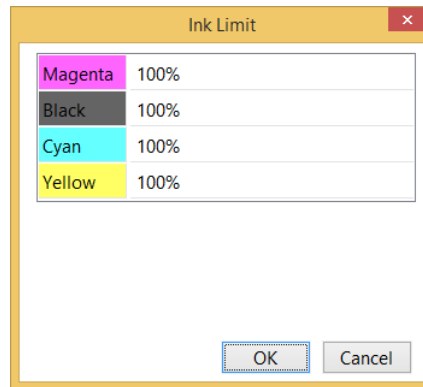 Ink Limit
Magenta 100%
Black 100%
Cyan 100%
Yellow 100%
OK Cancel